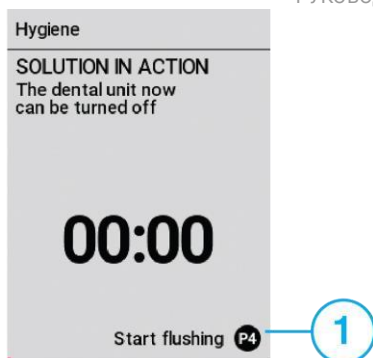 Hygiene
SOLUTION IN ACTION
The dental unit now
can be turned off
00:00
Start flushing P4
1